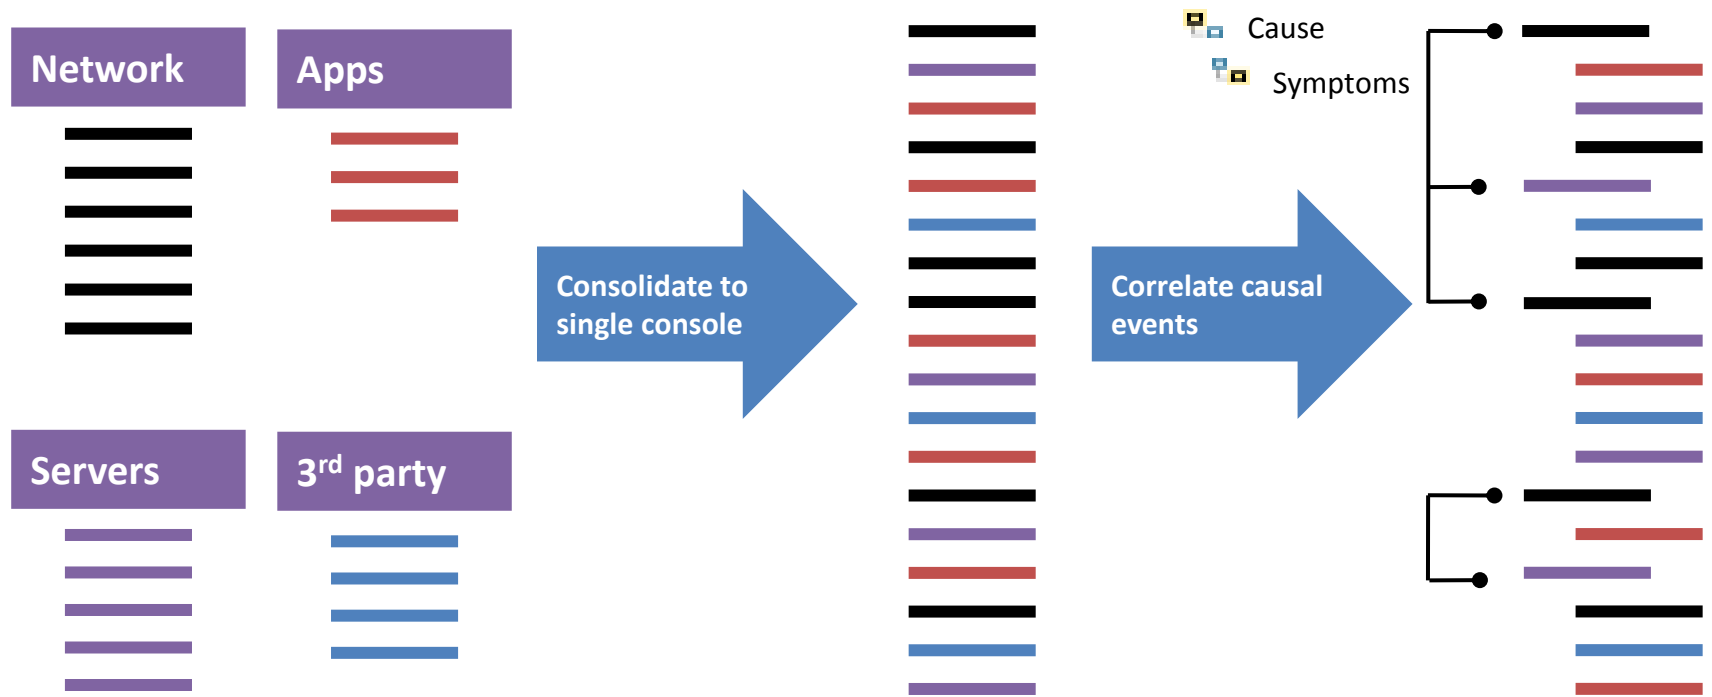 Network
Apps
Servers
3rd party
Consolidate to
single console
Correlate causal
events
Cause
Symptoms